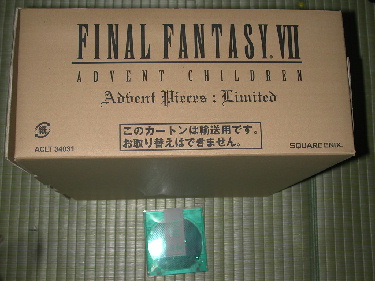 FINAL FANTASY. VII
ADVENT CHILDREN
Advent Pieces : Limited
このカートンは輸送用です。
お取り替えはできません。
ACLT 34031
SQUARE ENIX.